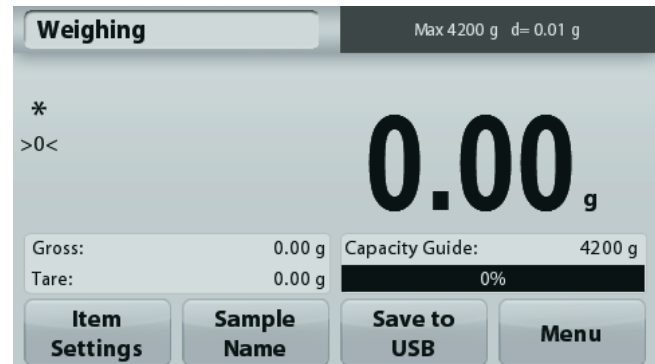 Weighing
Max 4200 g d= 0.01 g
*
>0<
0.00 g
Gross: 0.00 g
Tare: 0.00 g
Capacity Guide: 4200 g
0%
Item
Settings
Sample
Name
Save to
USB
Menu